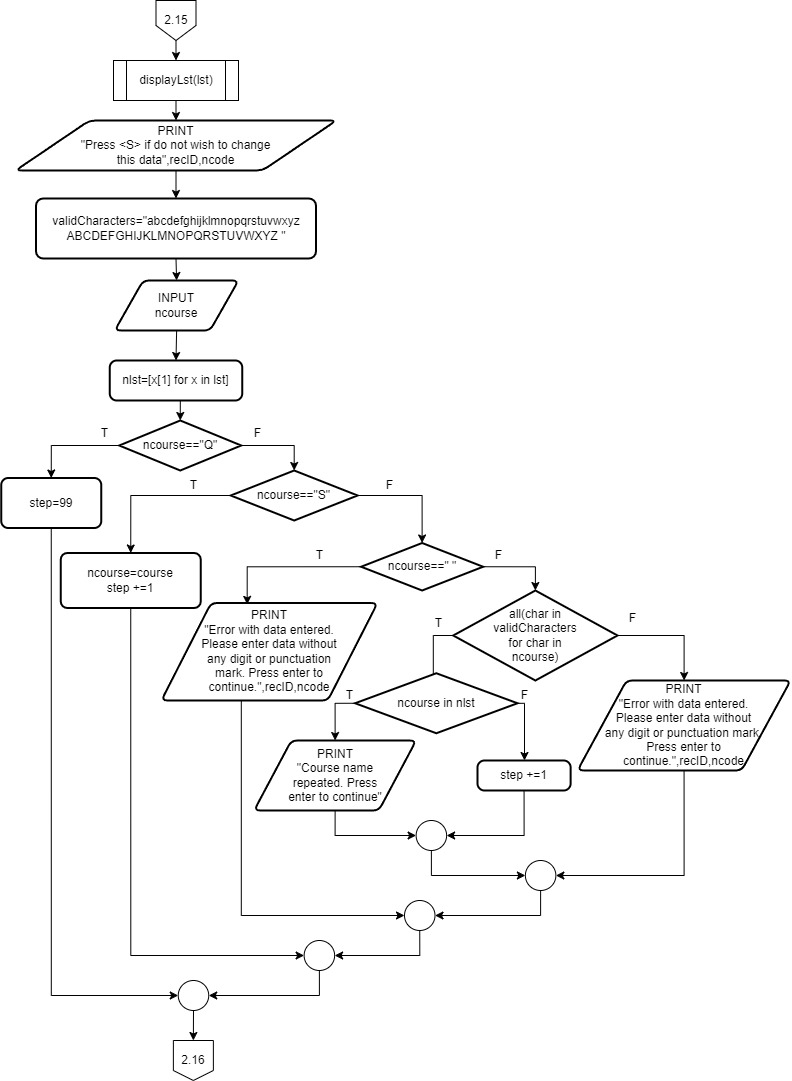 2.15
displayLst(lst)
PRINT
"Press <S> if do not wish to change
this data",recID,ncode
validCharacters="abcdefghijklmnopqrstuvwxyz
ABCDEFGHIJKLMNOPQRSTUVWXYZ "
INPUT
ncourse
nlst=[x[1] for x in lst]
T
ncourse=="Q"
F
step=99
T
ncourse=="S"
F
ncourse=course
step +=1
T
ncourse==" "
F
PRINT
"Error with data entered.
Please enter data without
any digit or punctuation
mark. Press enter to
continue.",recID,ncode
T
all(char in
validCharacters
for char in
ncourse)
F
T
ncourse in nlst
F
PRINT
"Error with data entered.
Please enter data without
any digit or punctuation mark.
Press enter to
continue.",recID,ncode
PRINT
"Course name
repeated. Press
enter to continue"
step +=1
2.16